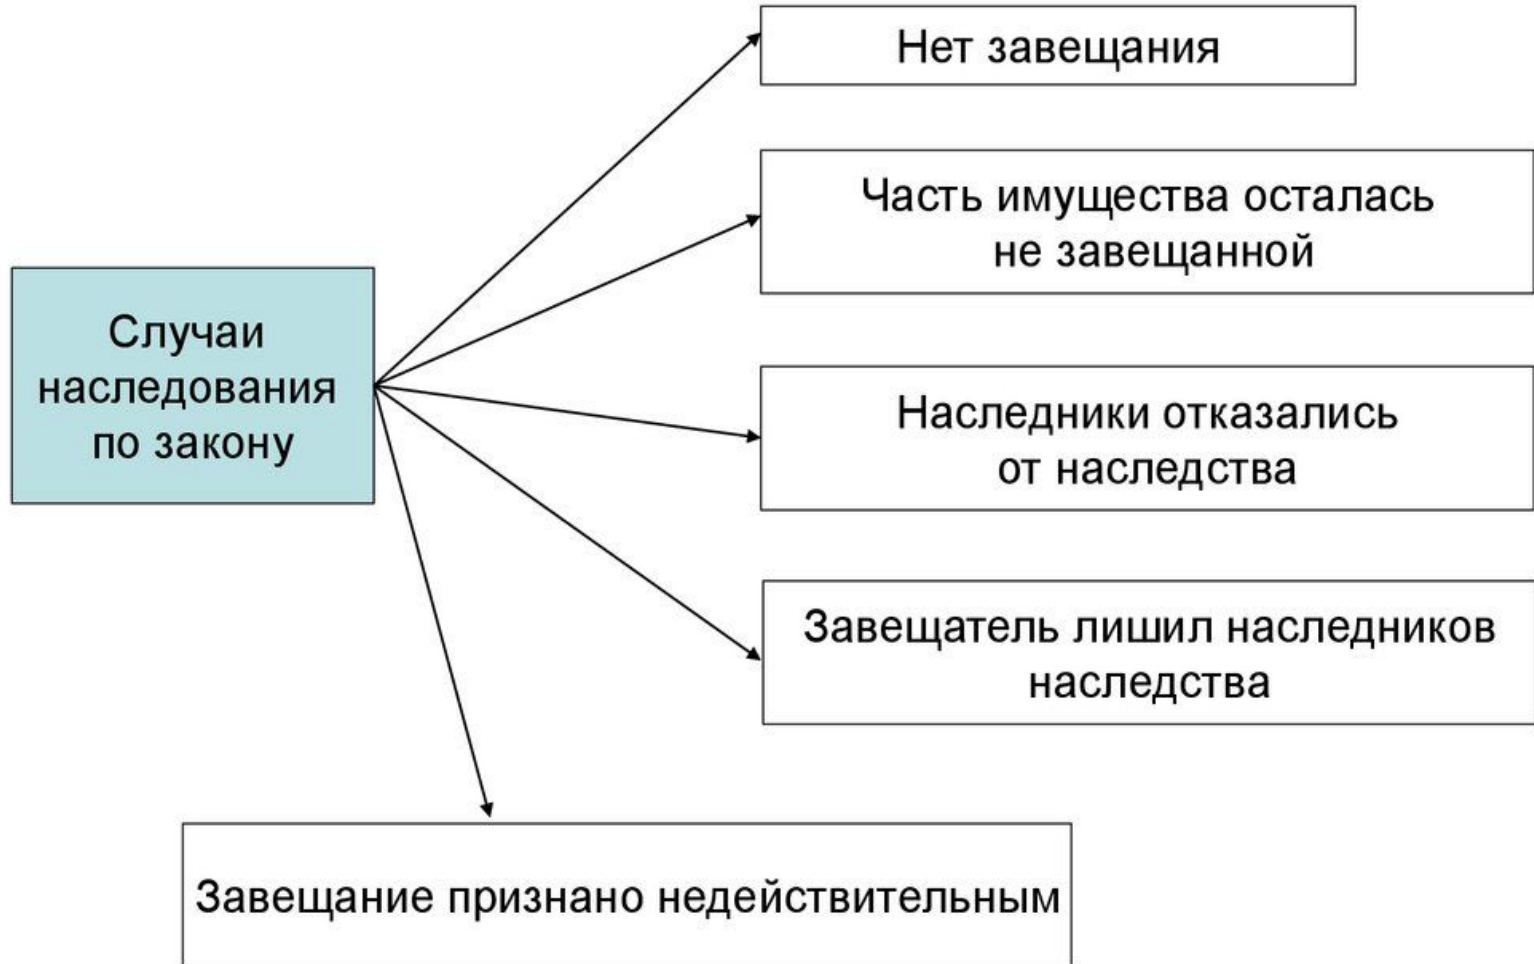 Нет завещания
Часть имущества осталась
не завещанной
Случаи
наследования
по закону
Наследники отказались
от наследства
Завещатель лишил наследников
наследства
Завещание признано недействительным